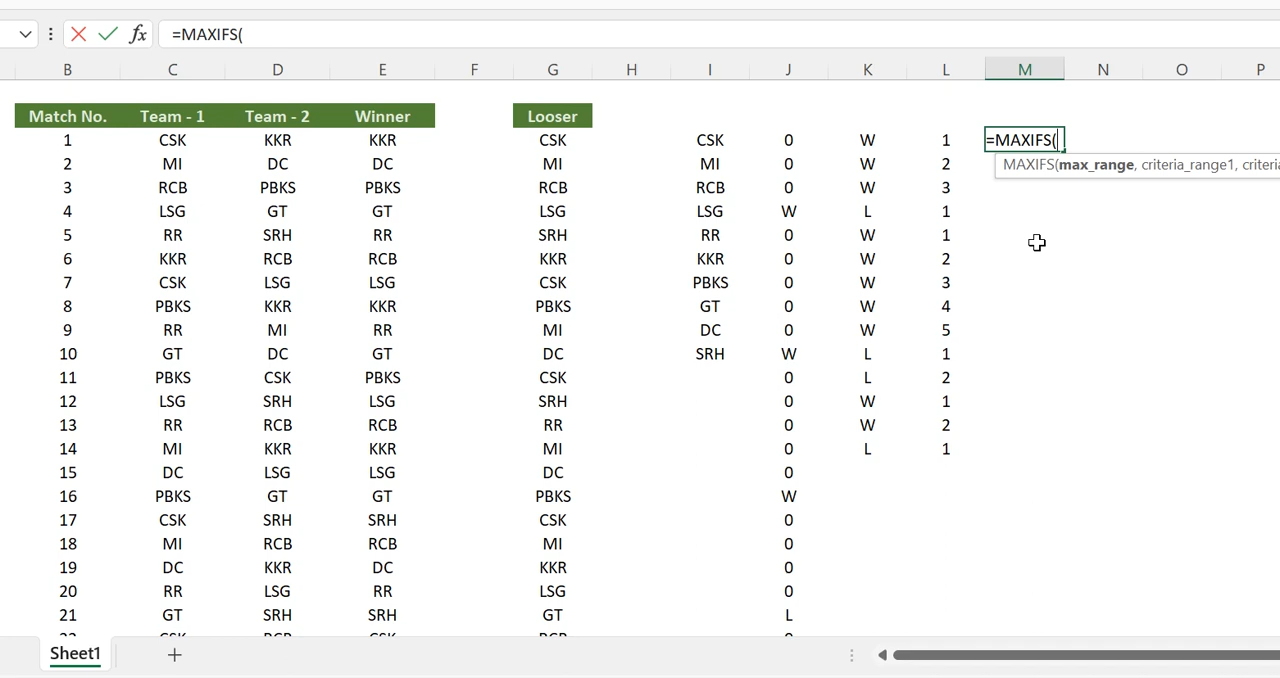 fx =MAXIFS(
B C D E F G H I J K L M N O P
Match No. Team - 1 Team - 2 Winner Looser
1 CSK KKR KKR CSK CSK 0 W 1 =MAXIFS(
2 MI DC DC MI MI 0 W 2 MAXIFS(max_range, criteria_range1, criteria
3 RCB PBKS PBKS RCB RCB 0 W 3
4 LSG GT GT LSG LSG W L 1
5 RR SRH RR SRH RR 0 W 1
6 KKR RCB RCB KKR KKR 0 W 2
7 CSK LSG LSG CSK PBKS 0 W 3
8 PBKS KKR KKR PBKS GT 0 W 4
9 RR MI RR MI DC 0 W 5
10 GT DC GT DC SRH W L 1
11 PBKS CSK PBKS CSK 0 L 2
12 LSG SRH LSG SRH 0 W 1
13 RR RCB RCB RR 0 W 2
14 MI KKR KKR MI 0 L 1
15 DC LSG LSG DC 0
16 PBKS GT GT PBKS W
17 CSK SRH SRH CSK 0
18 MI RCB RCB MI 0
19 DC KKR DC KKR 0
20 RR LSG RR LSG 0
21 GT SRH SRH GT L
Sheet1